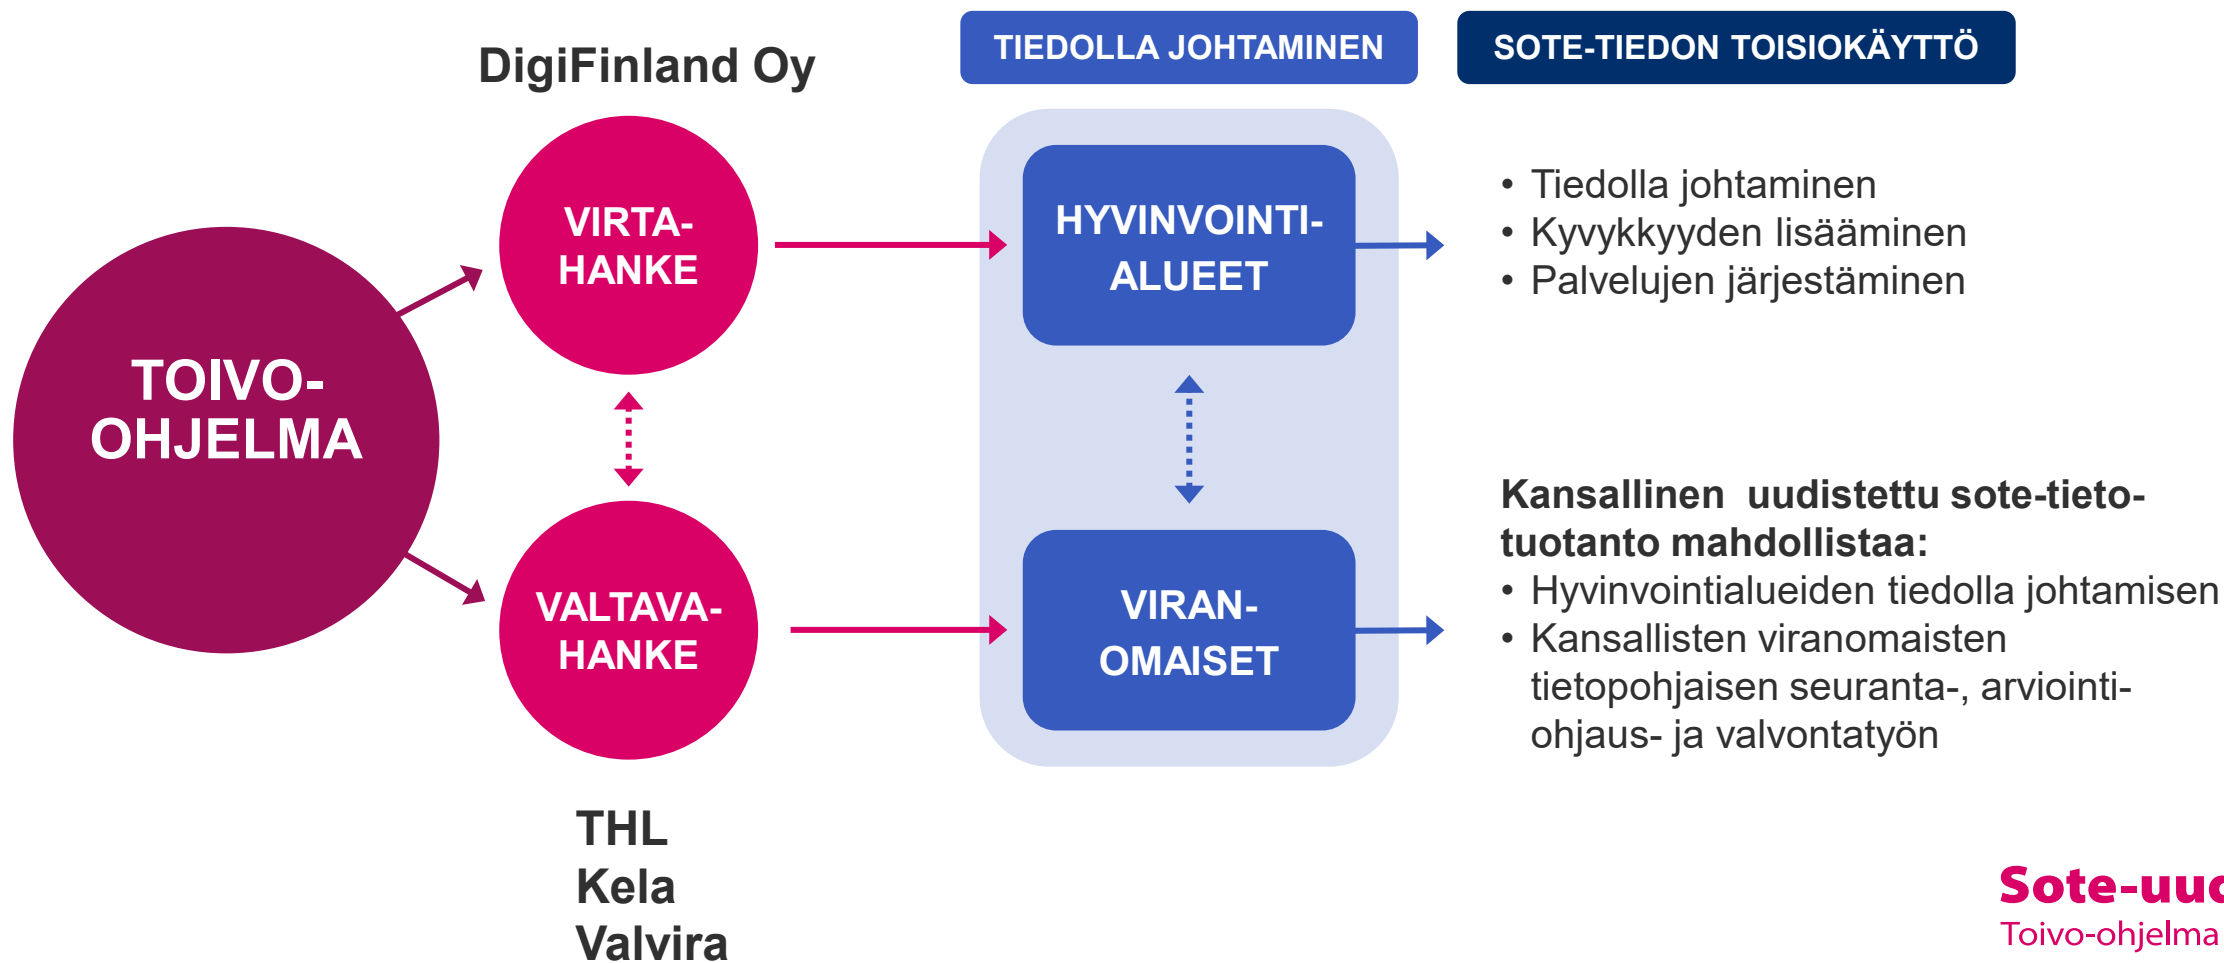 DigiFinland Oy
TIEDOLLA JOHTAMINEN
SOTE-TIEDON TOISIOKÄYTTÖ
TOIVO-
OHJELMA
VIRTA-
HANKE
HYVINVOINTI-
ALUEET
• Tiedolla johtaminen
• Kyvykkyyden lisääminen
• Palvelujen järjestäminen
VALTAVA-
HANKE
VIRAN-
OMAISET
Kansallinen  uudistettu sote-tieto-
tuotanto mahdollistaa:
• Hyvinvointialueiden tiedolla johtamisen
• Kansallisten viranomaisten
tietopohjaisen seuranta-, arviointi-
ohjaus- ja valvontatyön
THL
Kela
Valvira
Toivo-ohjelma